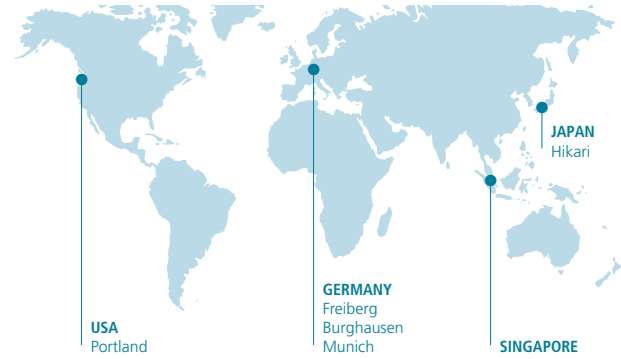 JAPAN
Hikari
GERMANY
Freiberg
Burghausen
Munich
USA
Portland
SINGAPORE